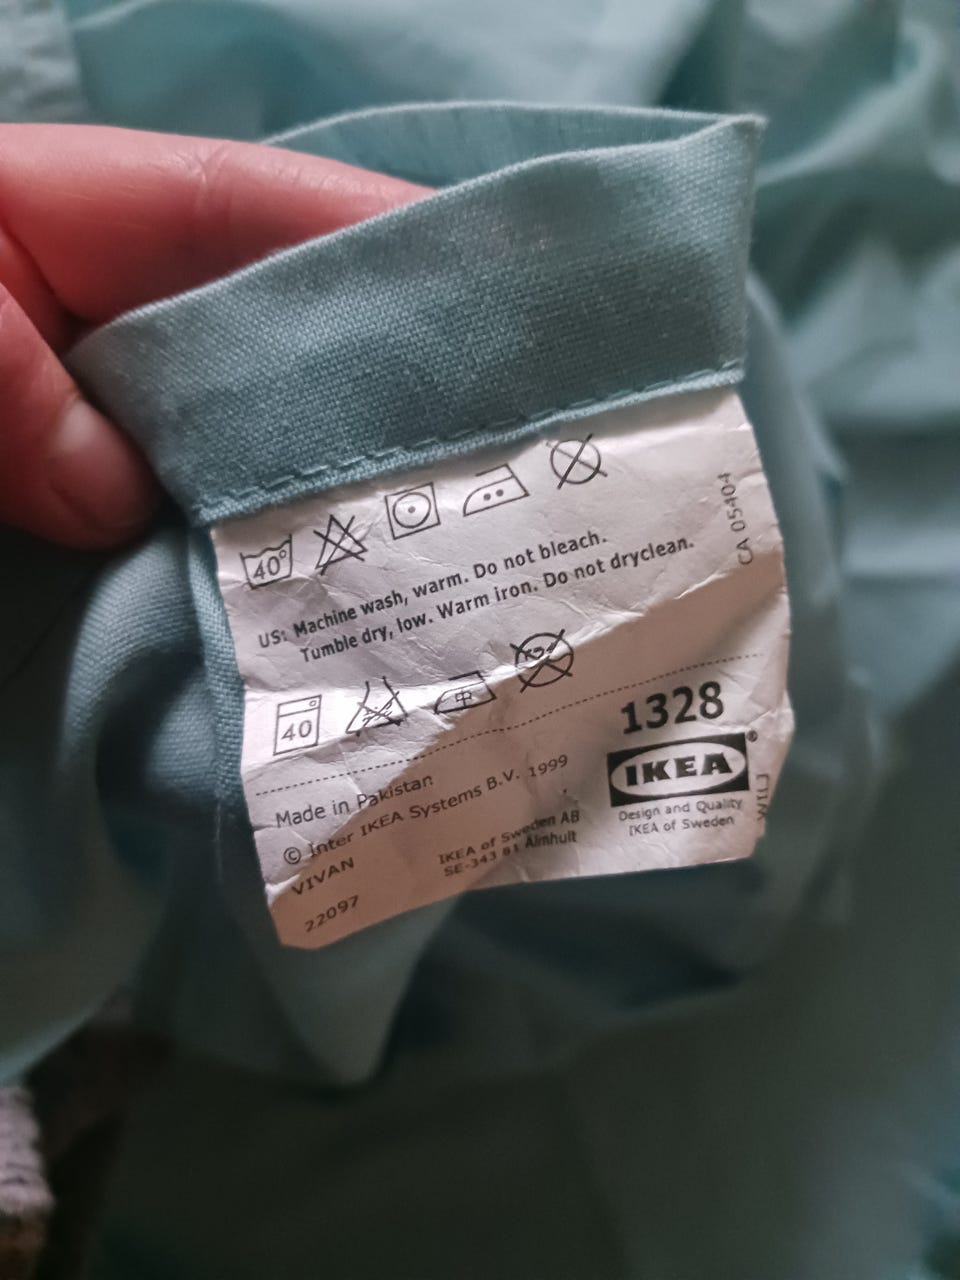 40°
US: Machine wash, warm. Do not bleach.
Tumble dry, low. Warm iron. Do not dryclean.
CA 05404
40
1328
IKEA®
Design and Quality
IKEA of Sweden
Made in Pakistan
© Inter IKEA Systems B.V. 1999
VIVAN
IKEA of Sweden AB
SE-343 81 Älmhult
22097